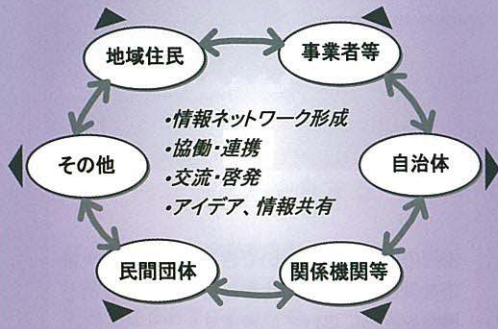 地域住民
事業者等
・情報ネットワーク形成
・協働・連携
・交流・啓発
・アイデア、情報共有
その他
自治体
民間団体
関係機関等